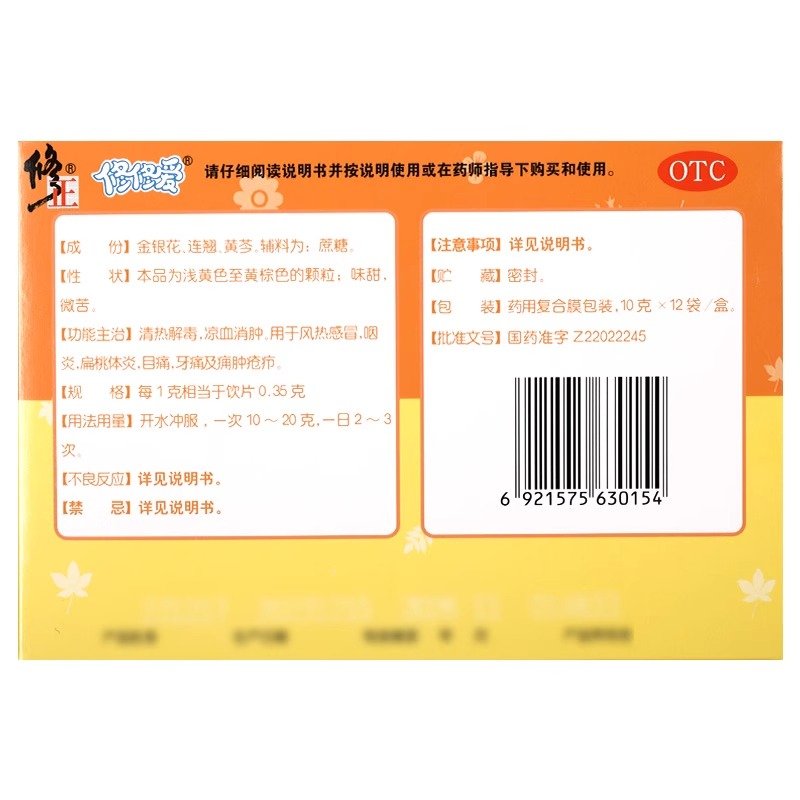 修正® 修修爱® 请仔细阅读说明书并按说明使用或在药师指导下购买和使用。 OTC
【成 份】金银花、连翘、黄芩。辅料为：蔗糖。
【性 状】本品为浅黄色至黄棕色的颗粒；味甜，
微苦。
【功能主治】清热解毒，凉血消肿。用于风热感冒，咽
炎，扁桃体炎，目痛，牙痛及痈肿疮疖。
【规 格】每1克相当于饮片0.35克
【用法用量】开水冲服，一次10～20克，一日2～3
次。
【不良反应】详见说明书。
【禁 忌】详见说明书。
【注意事项】详见说明书。
【贮 藏】密封。
【包 装】药用复合膜包装，10克×12袋/盒。
【批准文号】国药准字Z22022245
6 921575 630154